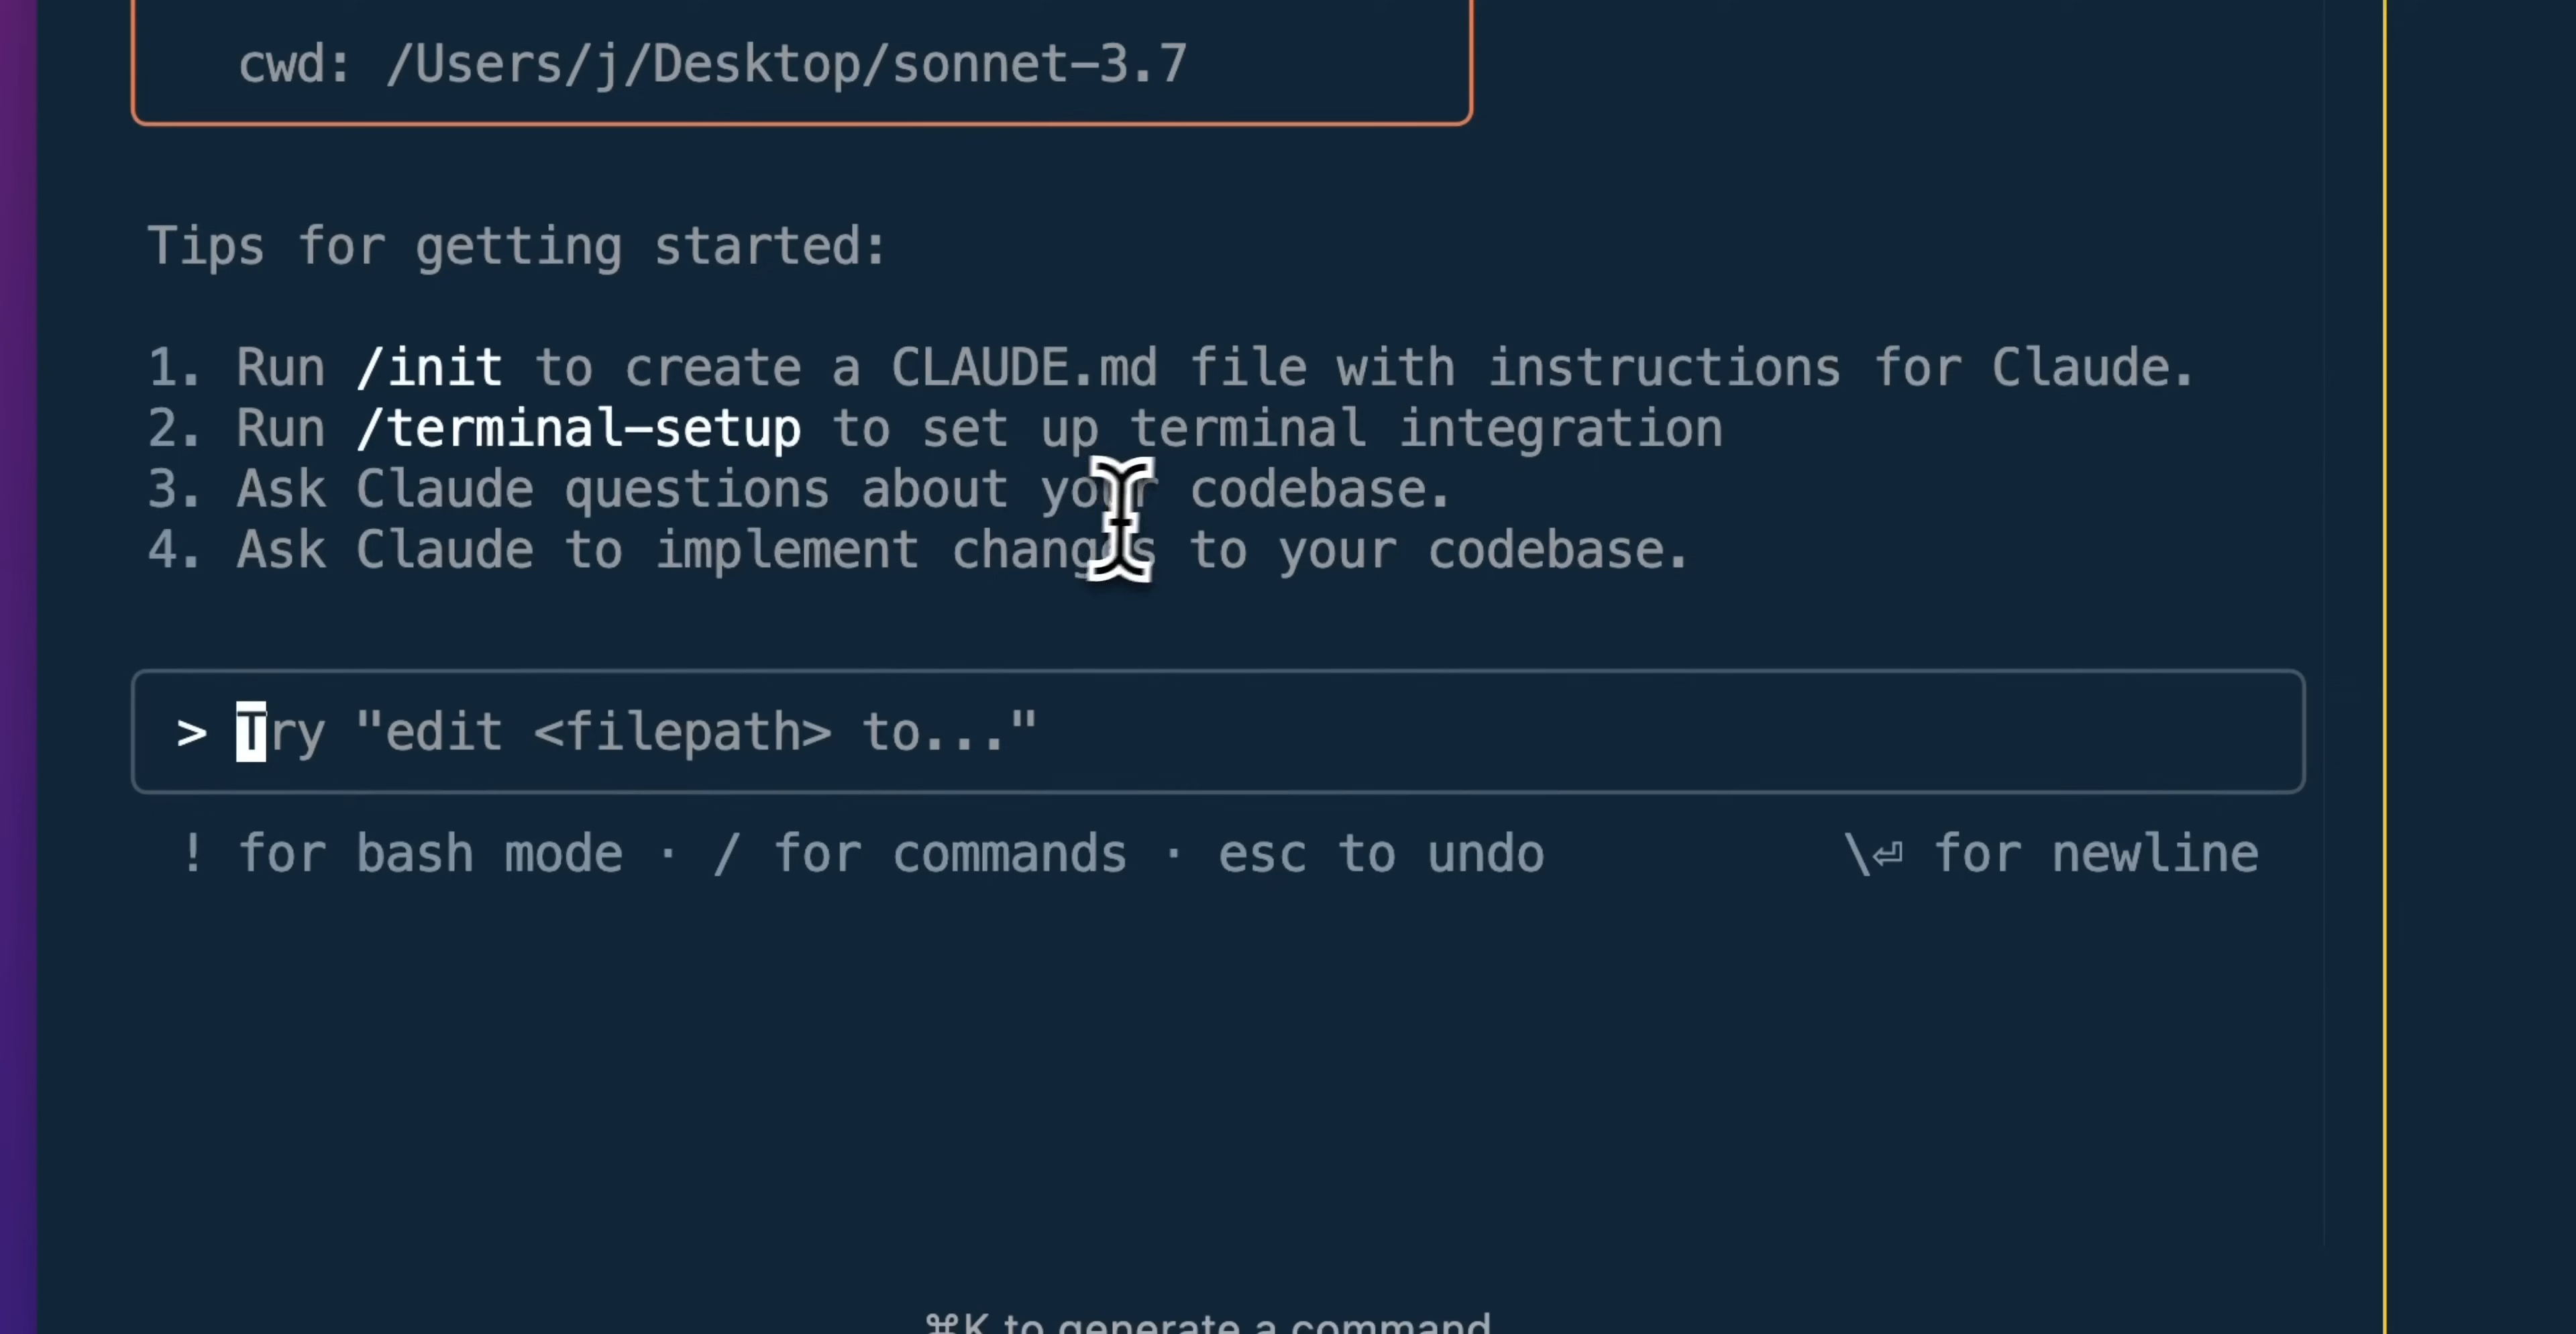 cwd: /Users/j/Desktop/sonnet-3.7
Tips for getting started:
1. Run /init to create a CLAUDE.md file with instructions for Claude.
2. Run /terminal-setup to set up terminal integration
3. Ask Claude questions about your codebase.
4. Ask Claude to implement changes to your codebase.
> Try "edit <filepath> to..."
! for bash mode · / for commands · esc to undo \⏎ for newline
⌘K to generate a command